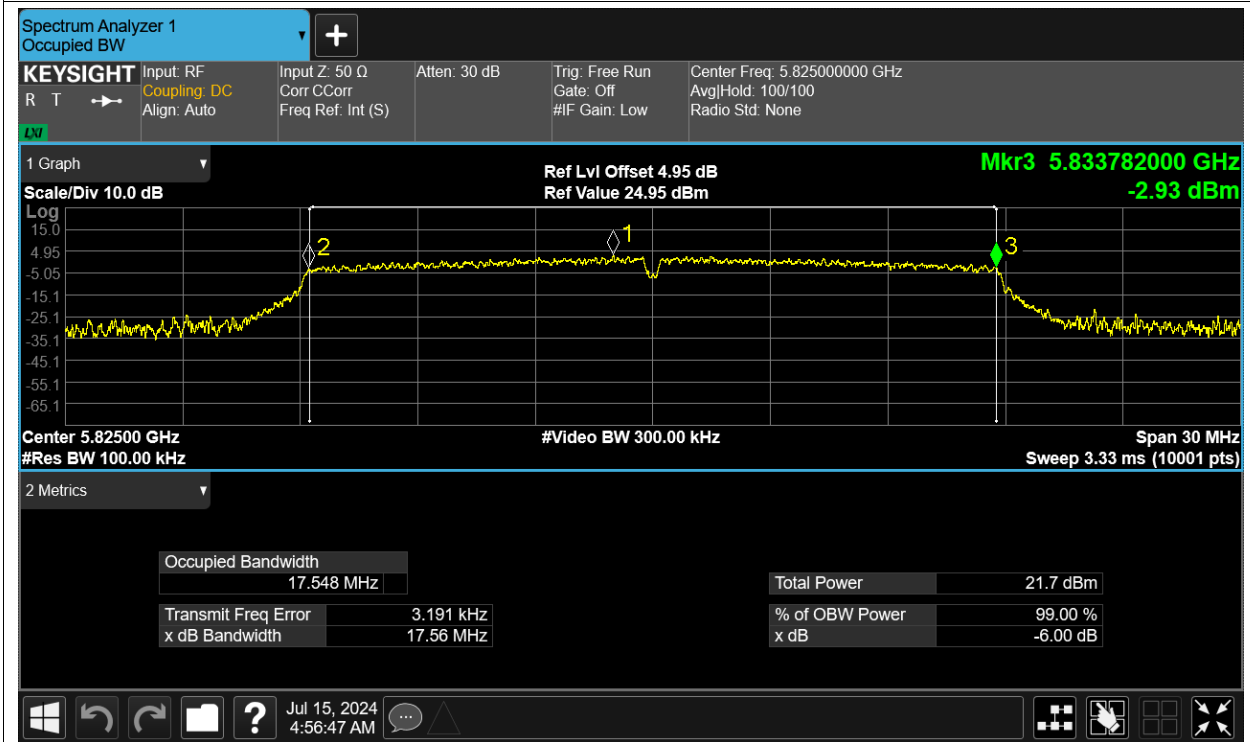 Spectrum Analyzer 1
Occupied BW
+
KEYSIGHT
R T
LXI
Input: RF
Coupling: DC
Align: Auto
Input Z: 50 Ω
Corr CCorr
Freq Ref: Int (S)
Atten: 30 dB
Trig: Free Run
Gate: Off
#IF Gain: Low
Center Freq: 5.825000000 GHz
Avg|Hold: 100/100
Radio Std: None
1 Graph
Scale/Div 10.0 dB
Ref Lvl Offset 4.95 dB
Ref Value 24.95 dBm
Mkr3 5.833782000 GHz
-2.93 dBm
Log
15.0
4.95
-5.05
-15.1
-25.1
-35.1
-45.1
-55.1
-65.1
2
1
3
Center 5.82500 GHz
#Res BW 100.00 kHz
#Video BW 300.00 kHz
Span 30 MHz
Sweep 3.33 ms (10001 pts)
2 Metrics
Occupied Bandwidth
17.548 MHz
Transmit Freq Error 3.191 kHz
x dB Bandwidth 17.56 MHz
Total Power 21.7 dBm
% of OBW Power 99.00 %
x dB -6.00 dB
?
Jul 15, 2024
4:56:47 AM